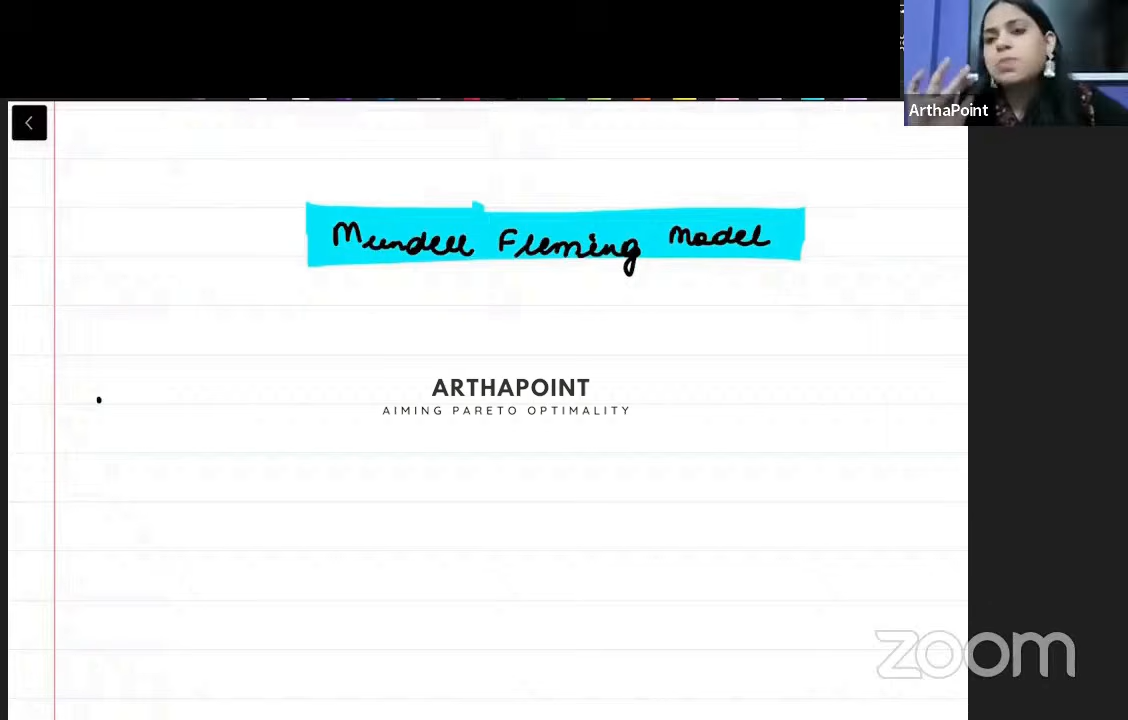 ArthaPoint
Mundell Fleming Model
ARTHAPOINT
AIMING PARETO OPTIMALITY
zoom